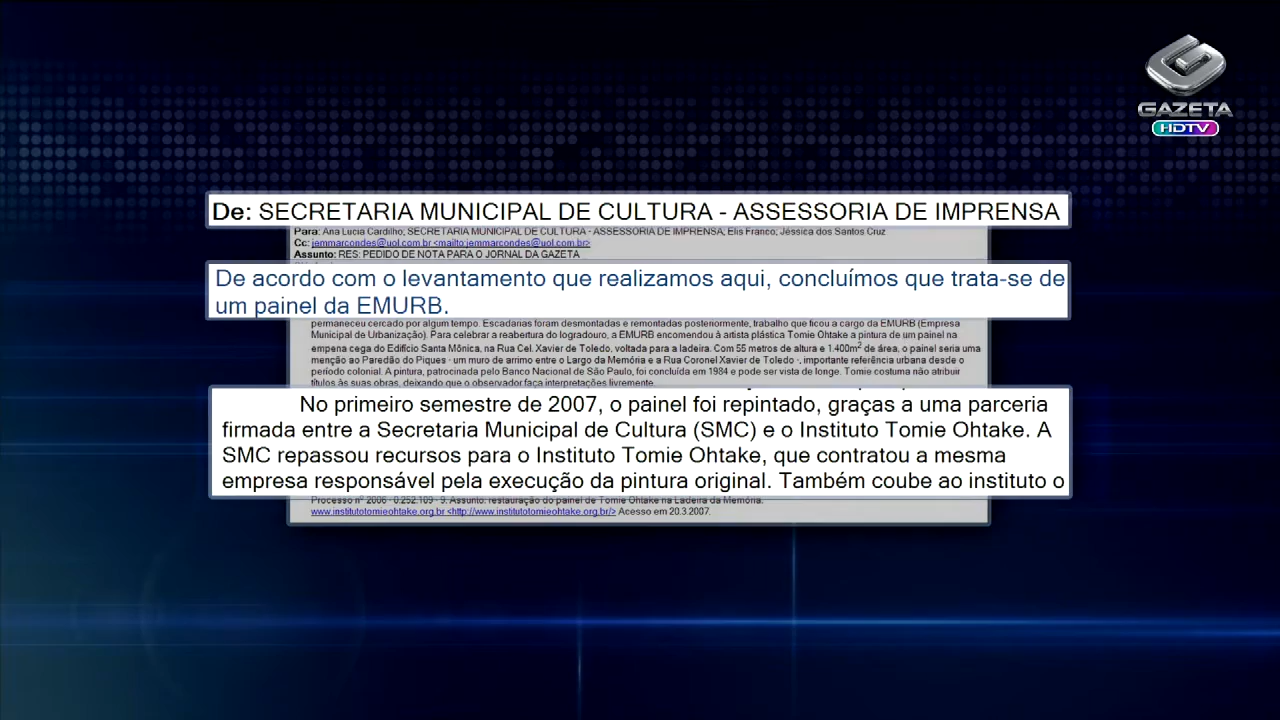 GAZETA
HDTV
De: SECRETARIA MUNICIPAL DE CULTURA - ASSESSORIA DE IMPRENSA
Para: Ana Lucia Cardilho; SECRETARIA MUNICIPAL DE CULTURA - ASSESSORIA DE IMPRENSA; Elis Franco; Jéssica dos Santos Cruz
Cc: jemmarcondes@uol.com.br <mailto:jemmarcondes@uol.com.br>
Assunto: RES: PEDIDO DE NOTA PARA O JORNAL DA GAZETA
De acordo com o levantamento que realizamos aqui, concluímos que trata-se de
um painel da EMURB.
permaneceu cercado por algum tempo. Escadarias foram desmontadas e remontadas posteriormente, trabalho que ficou a cargo da EMURB (Empresa
Municipal de Urbanização). Para celebrar a reabertura do logradouro, a EMURB encomendou à artista plástica Tomie Ohtake a pintura de um painel na
empena cega do Edifício Santa Mônica, na Rua Cel. Xavier de Toledo, voltada para a ladeira. Com 55 metros de altura e 1.400m² de área, o painel seria uma
menção ao Paredão do Piques - um muro de arrimo entre o Largo da Memória e a Rua Coronel Xavier de Toledo -, importante referência urbana desde o
período colonial. A pintura, patrocinada pelo Banco Nacional de São Paulo, foi concluída em 1984 e pode ser vista de longe. Tomie costuma não atribuir
títulos às suas obras, deixando que o observador faça interpretações livremente.
No primeiro semestre de 2007, o painel foi repintado, graças a uma parceria
firmada entre a Secretaria Municipal de Cultura (SMC) e o Instituto Tomie Ohtake. A
SMC repassou recursos para o Instituto Tomie Ohtake, que contratou a mesma
empresa responsável pela execução da pintura original. Também coube ao instituto o
Processo nº 2006 - 0.252.109 - 9. Assunto: restauração do painel de Tomie Ohtake na Ladeira da Memória.
www.institutotomieohtake.org.br <http://www.institutotomieohtake.org.br/> Acesso em 20.3.2007.